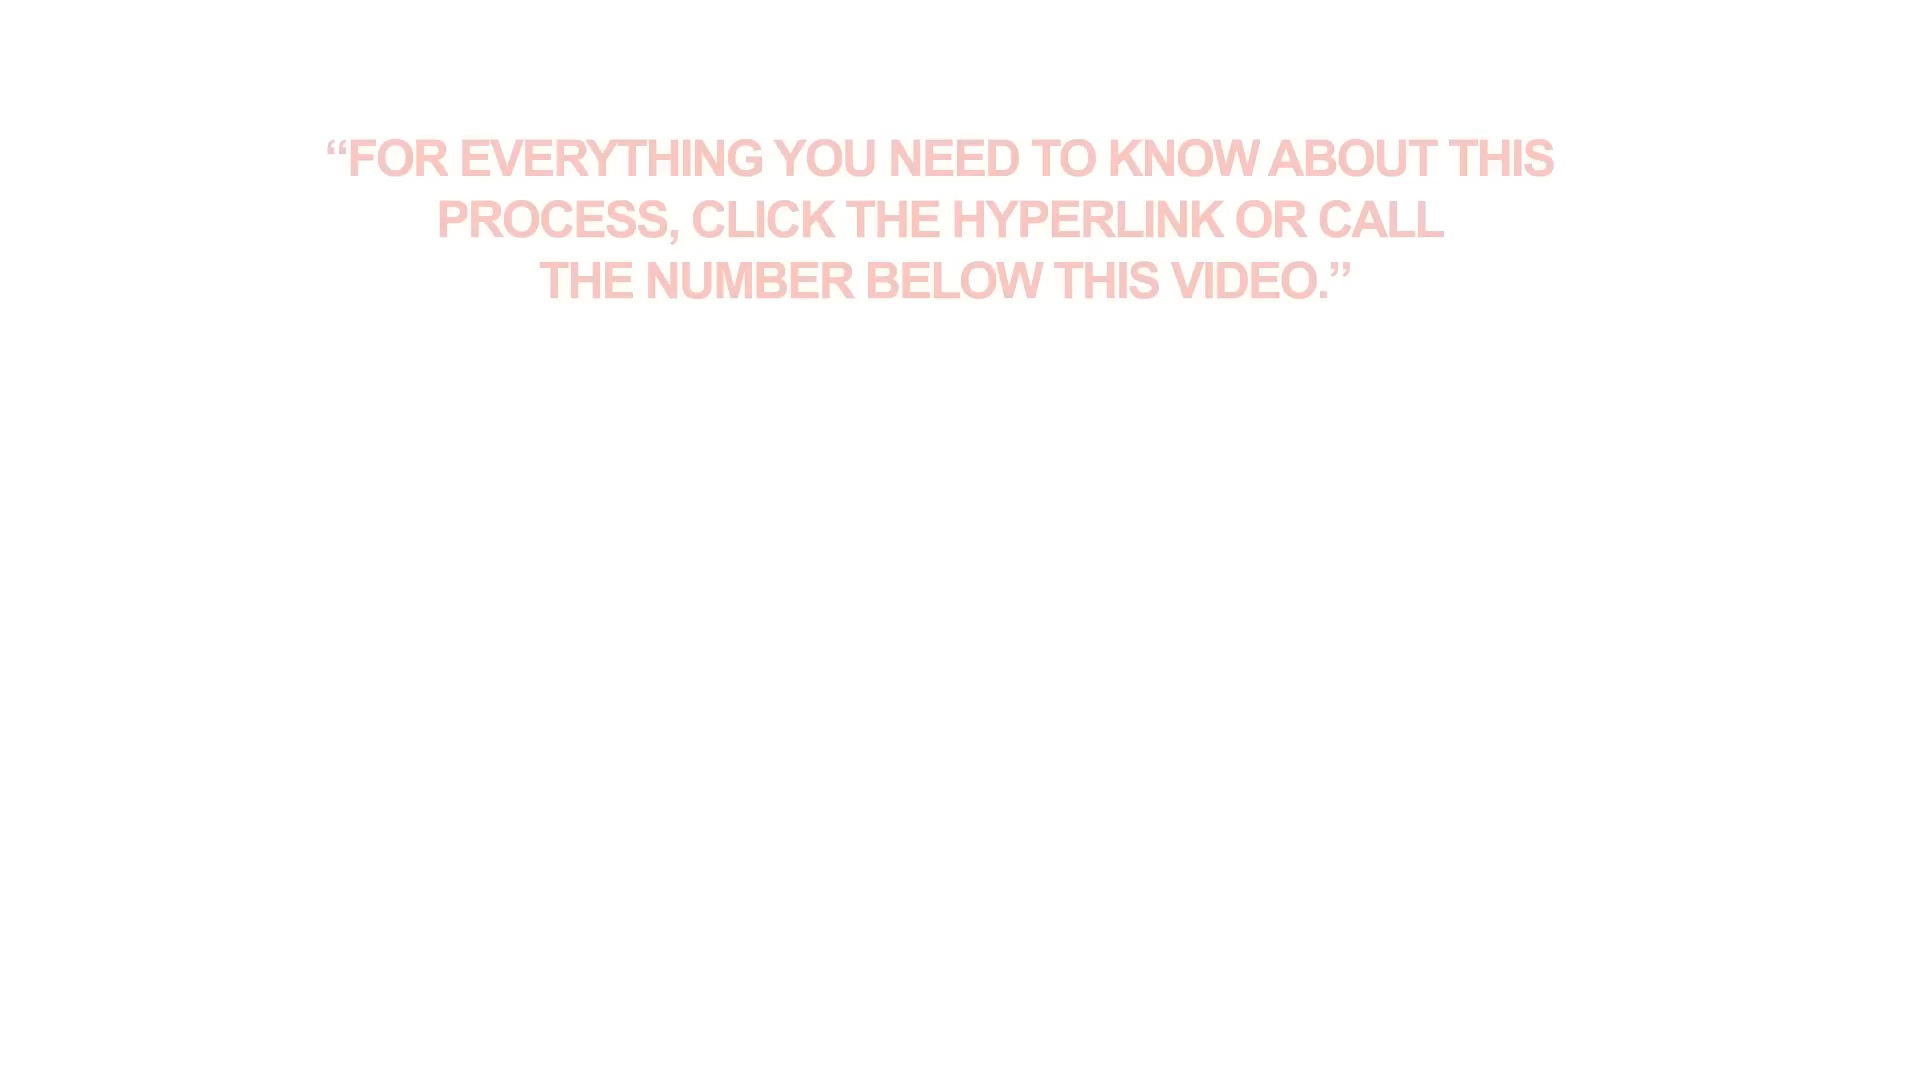 “FOR EVERYTHING YOU NEED TO KNOW ABOUT THIS
PROCESS, CLICK THE HYPERLINK OR CALL
THE NUMBER BELOW THIS VIDEO.”